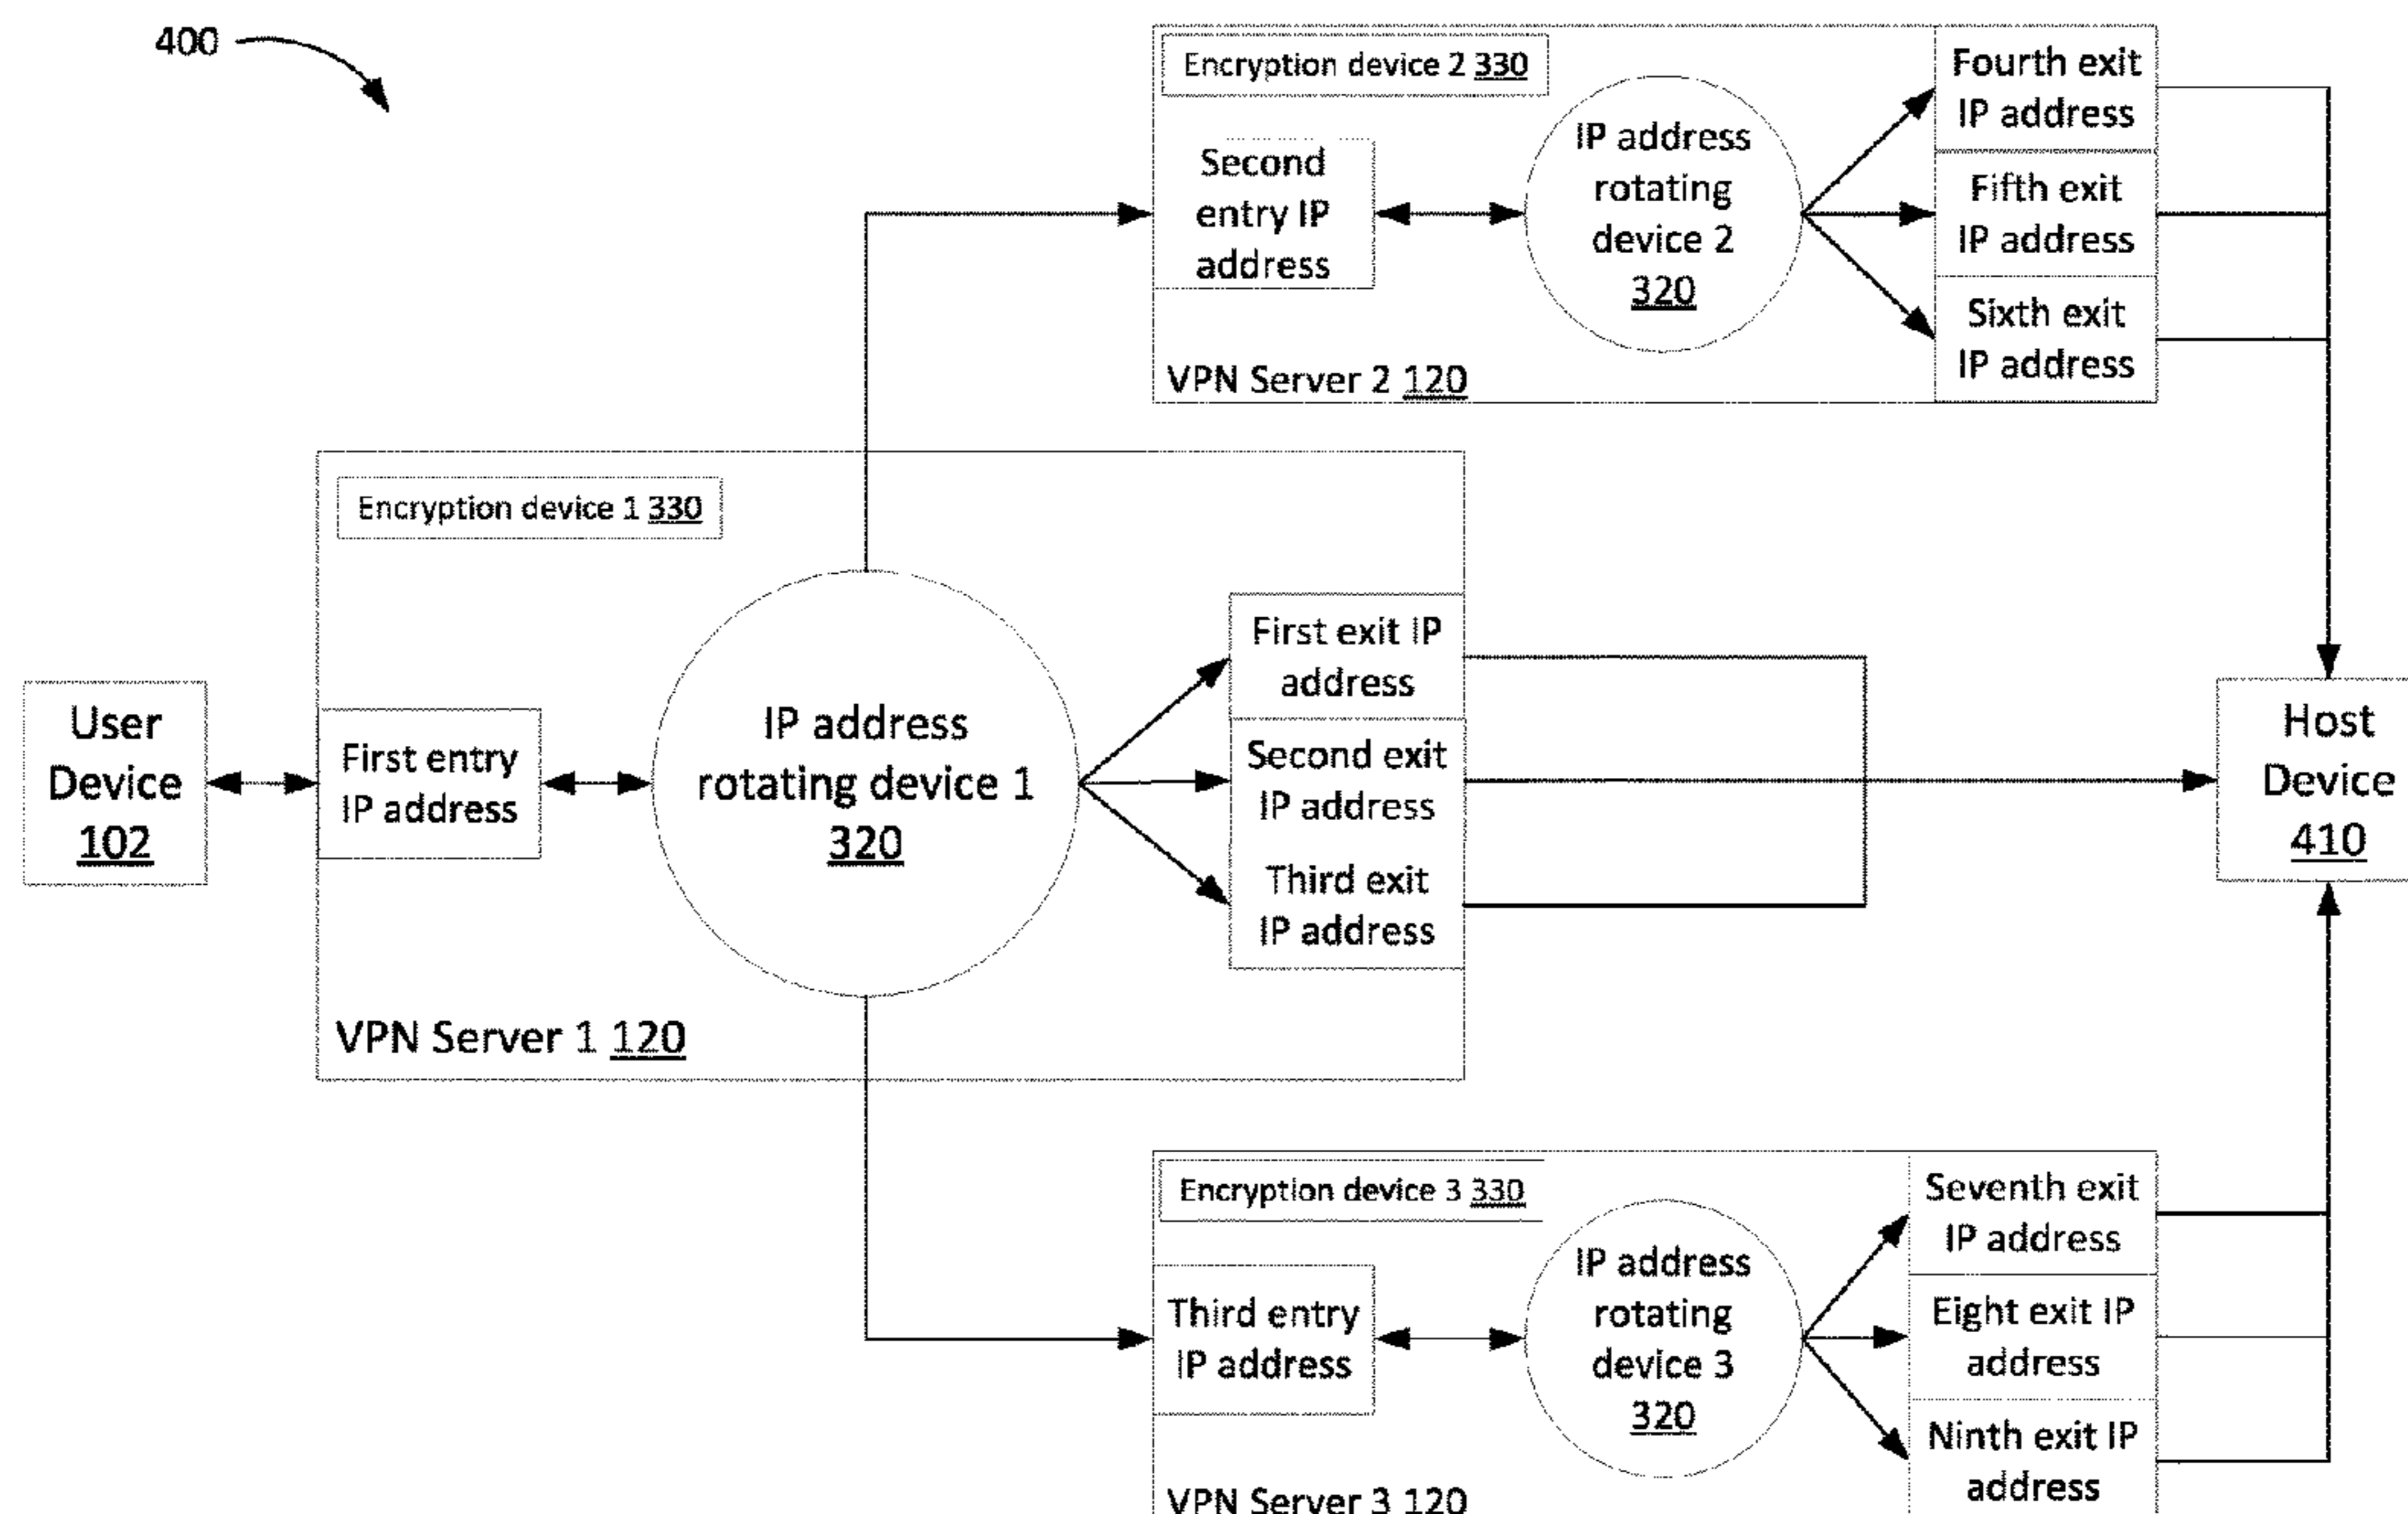 400
Encryption device 2 330
Second
entry IP
address
IP address
rotating
device 2
320
Fourth exit
IP address
Fifth exit
IP address
Sixth exit
IP address
VPN Server 2 120
Encryption device 1 330
User
Device
102
First entry
IP address
IP address
rotating device 1
320
First exit IP
address
Second exit
IP address
Third exit
IP address
VPN Server 1 120
Host
Device
410
Encryption device 3 330
Third entry
IP address
IP address
rotating
device 3
320
Seventh exit
IP address
Eight exit IP
address
Ninth exit IP
address
VPN Server 3 120